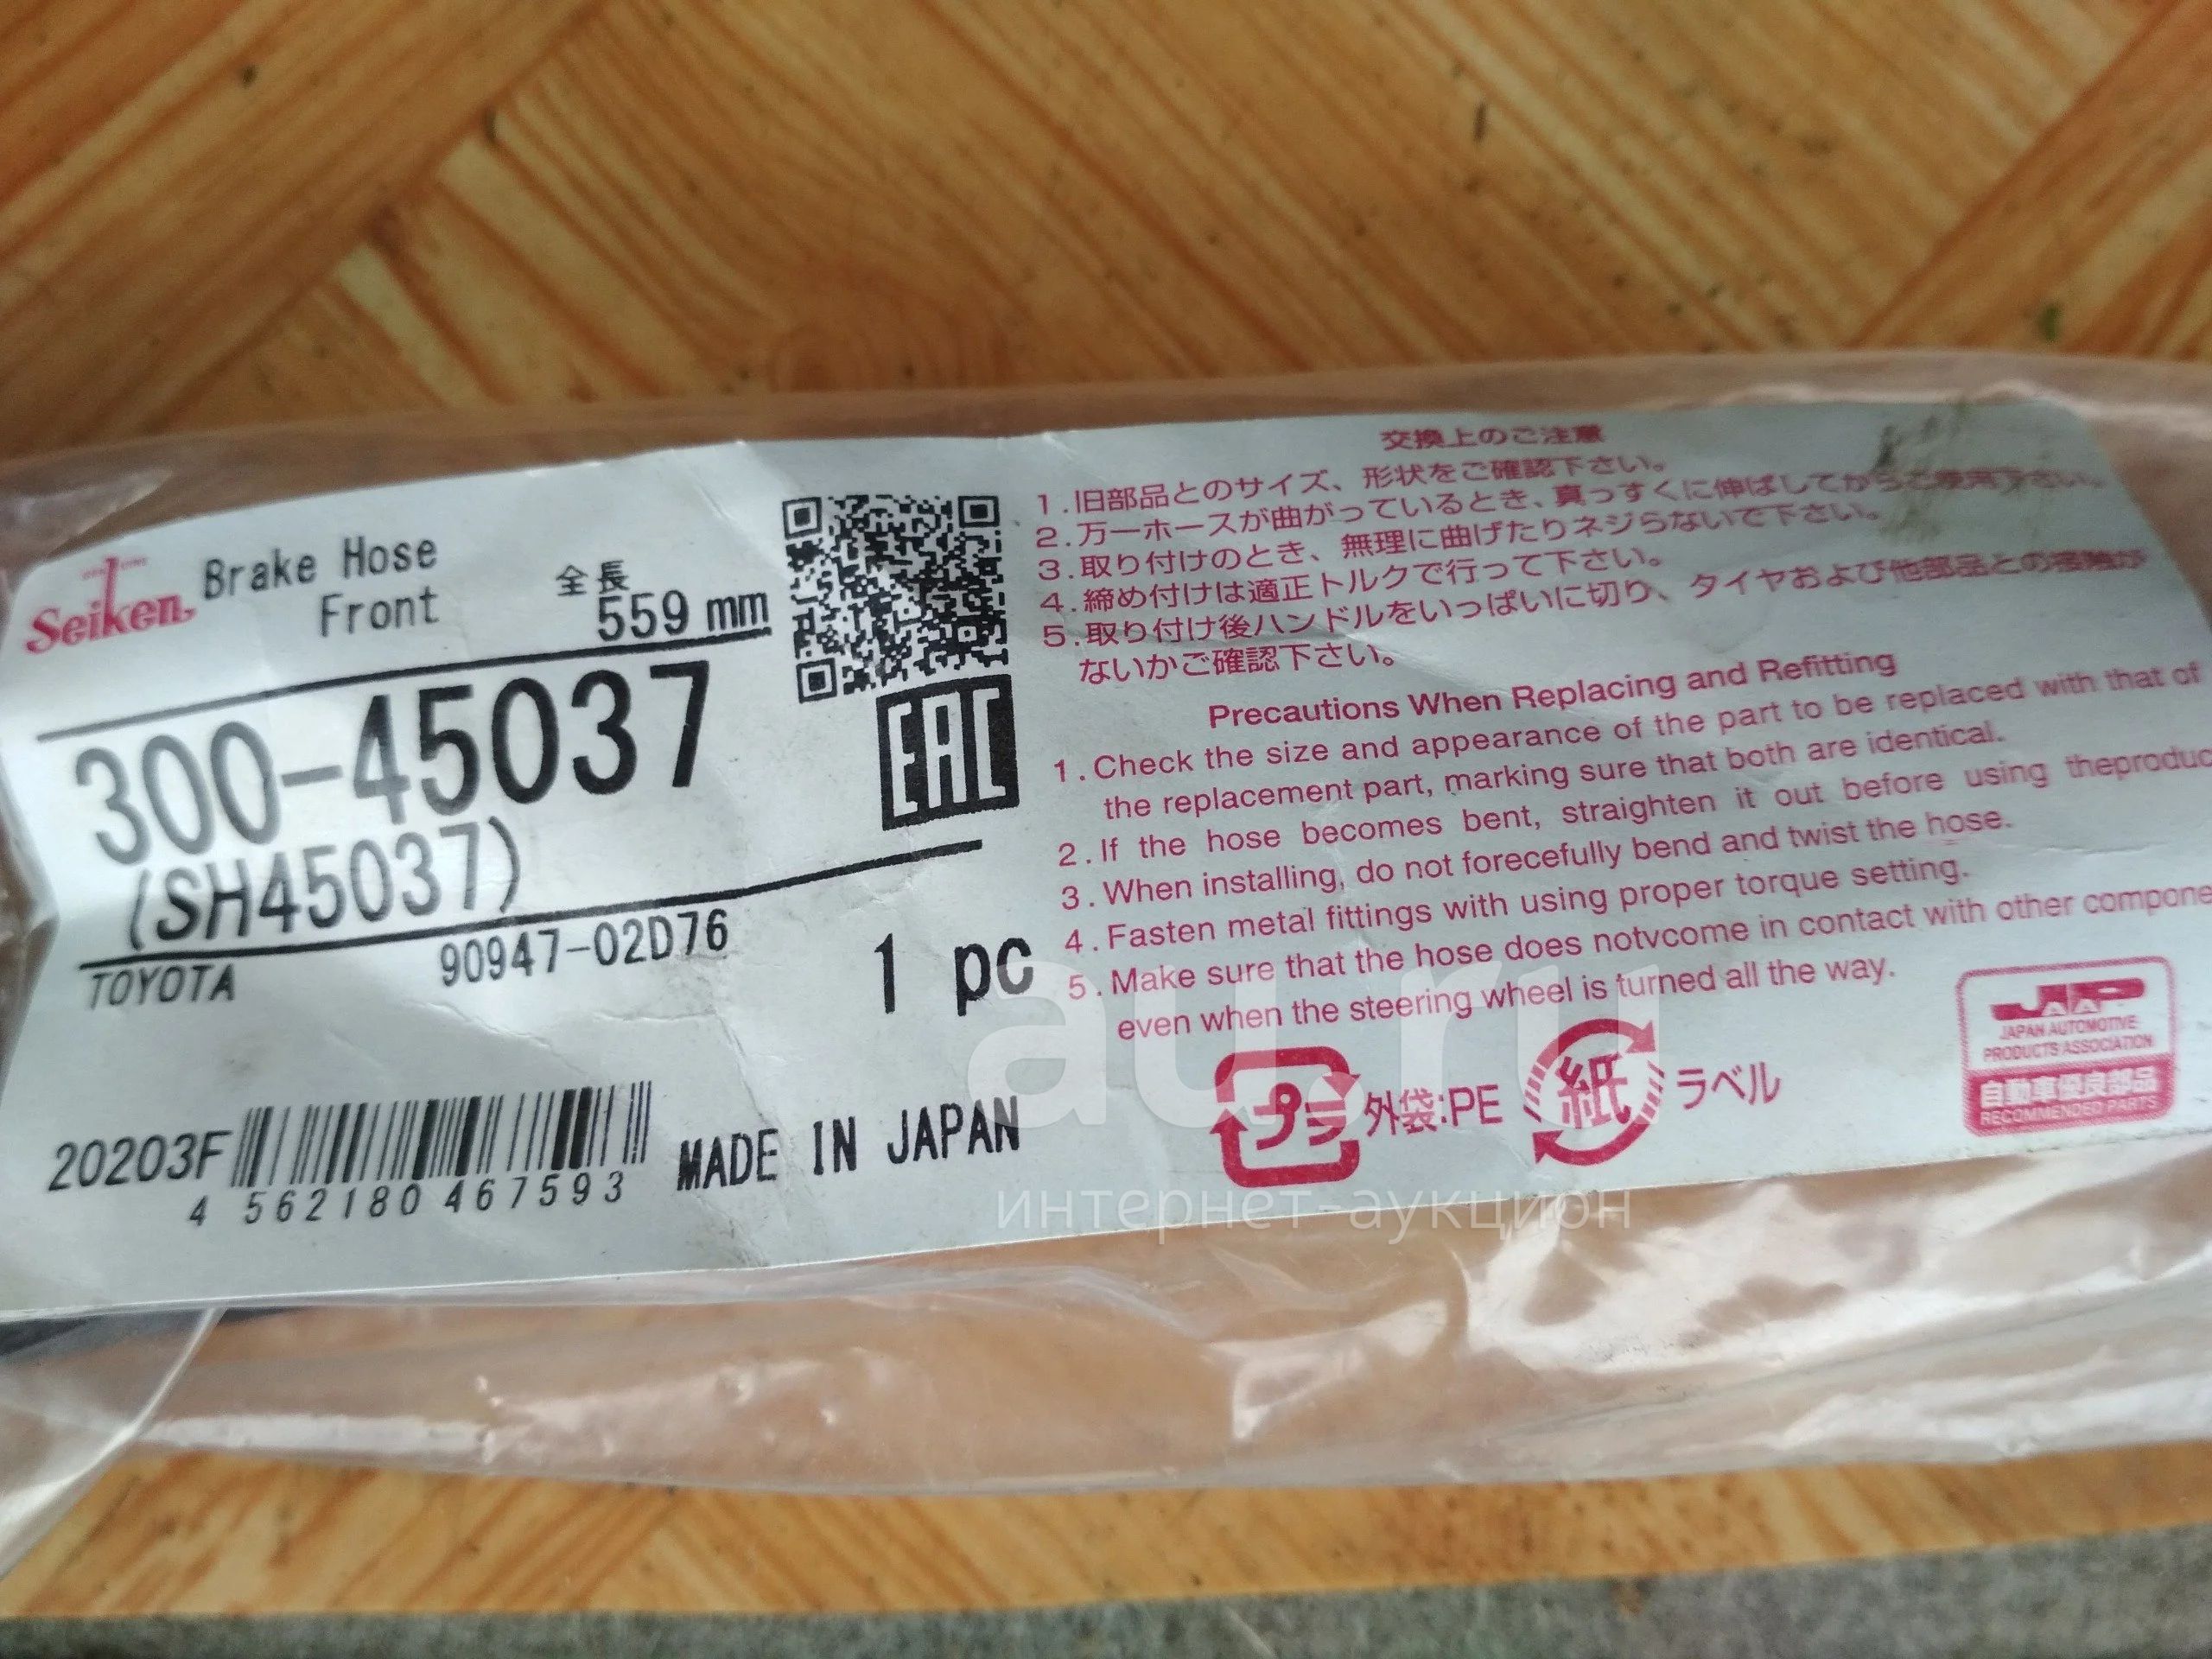 Seiken
Brake Hose
Front
全長
559 mm
300-45037
(SH45037)
EAC
TOYOTA
90947-02D76
1 pc
20203F
4 562180 467593
MADE IN JAPAN
交換上のご注意
1.旧部品とのサイズ、形状をご確認下さい。
2.万一ホースが曲がっているとき、真っすぐに伸ばしてからご使用下さい。
3.取り付けのとき、無理に曲げたりネジらないで下さい。
4.締め付けは適正トルクで行って下さい。
5.取り付け後ハンドルをいっぱいに切り、タイヤおよび他部品との接触が
ないかご確認下さい。
Precautions When Replacing and Refitting
1.Check the size and appearance of the part to be replaced with that of
the replacement part, marking sure that both are identical.
2.If the hose becomes bent, straighten it out before using theproduc
3.When installing, do not forecefully bend and twist the hose.
4.Fasten metal fittings with using proper torque setting.
5.Make sure that the hose does notvcome in contact with other compone
even when the steering wheel is turned all the way.
プラ
外袋:PE
紙
ラベル
JAPA
JAPAN AUTOMOTIVE
PRODUCTS ASSOCIATION
自動車優良部品
RECOMMENDED PARTS
au.ru
интернет-аукцион